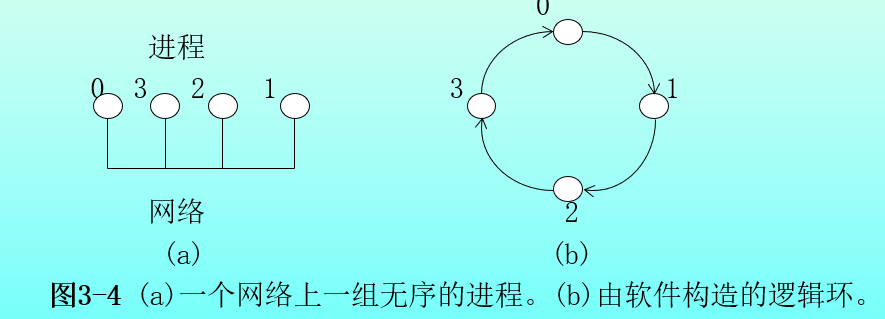 0
进程
0 3 2 1
3 1
2
网络
(a) (b)
图3-4 (a)一个网络上一组无序的进程。(b)由软件构造的逻辑环。